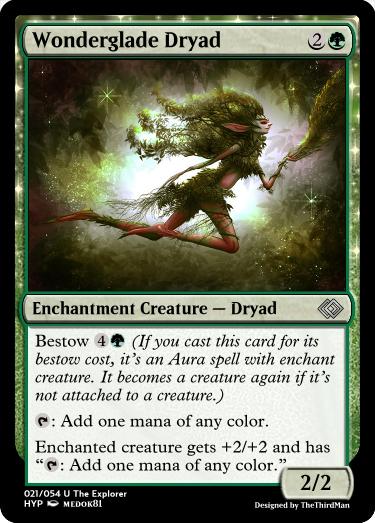 Wonderglade Dryad 2
Enchantment Creature — Dryad
Bestow 4 (If you cast this card for its
bestow cost, it's an Aura spell with enchant
creature. It becomes a creature again if it's
not attached to a creature.)
: Add one mana of any color.
Enchanted creature gets +2/+2 and has
“: Add one mana of any color.”
2/2
021/054 U The Explorer
HYP MEDOK81
Designed by TheThirdMan